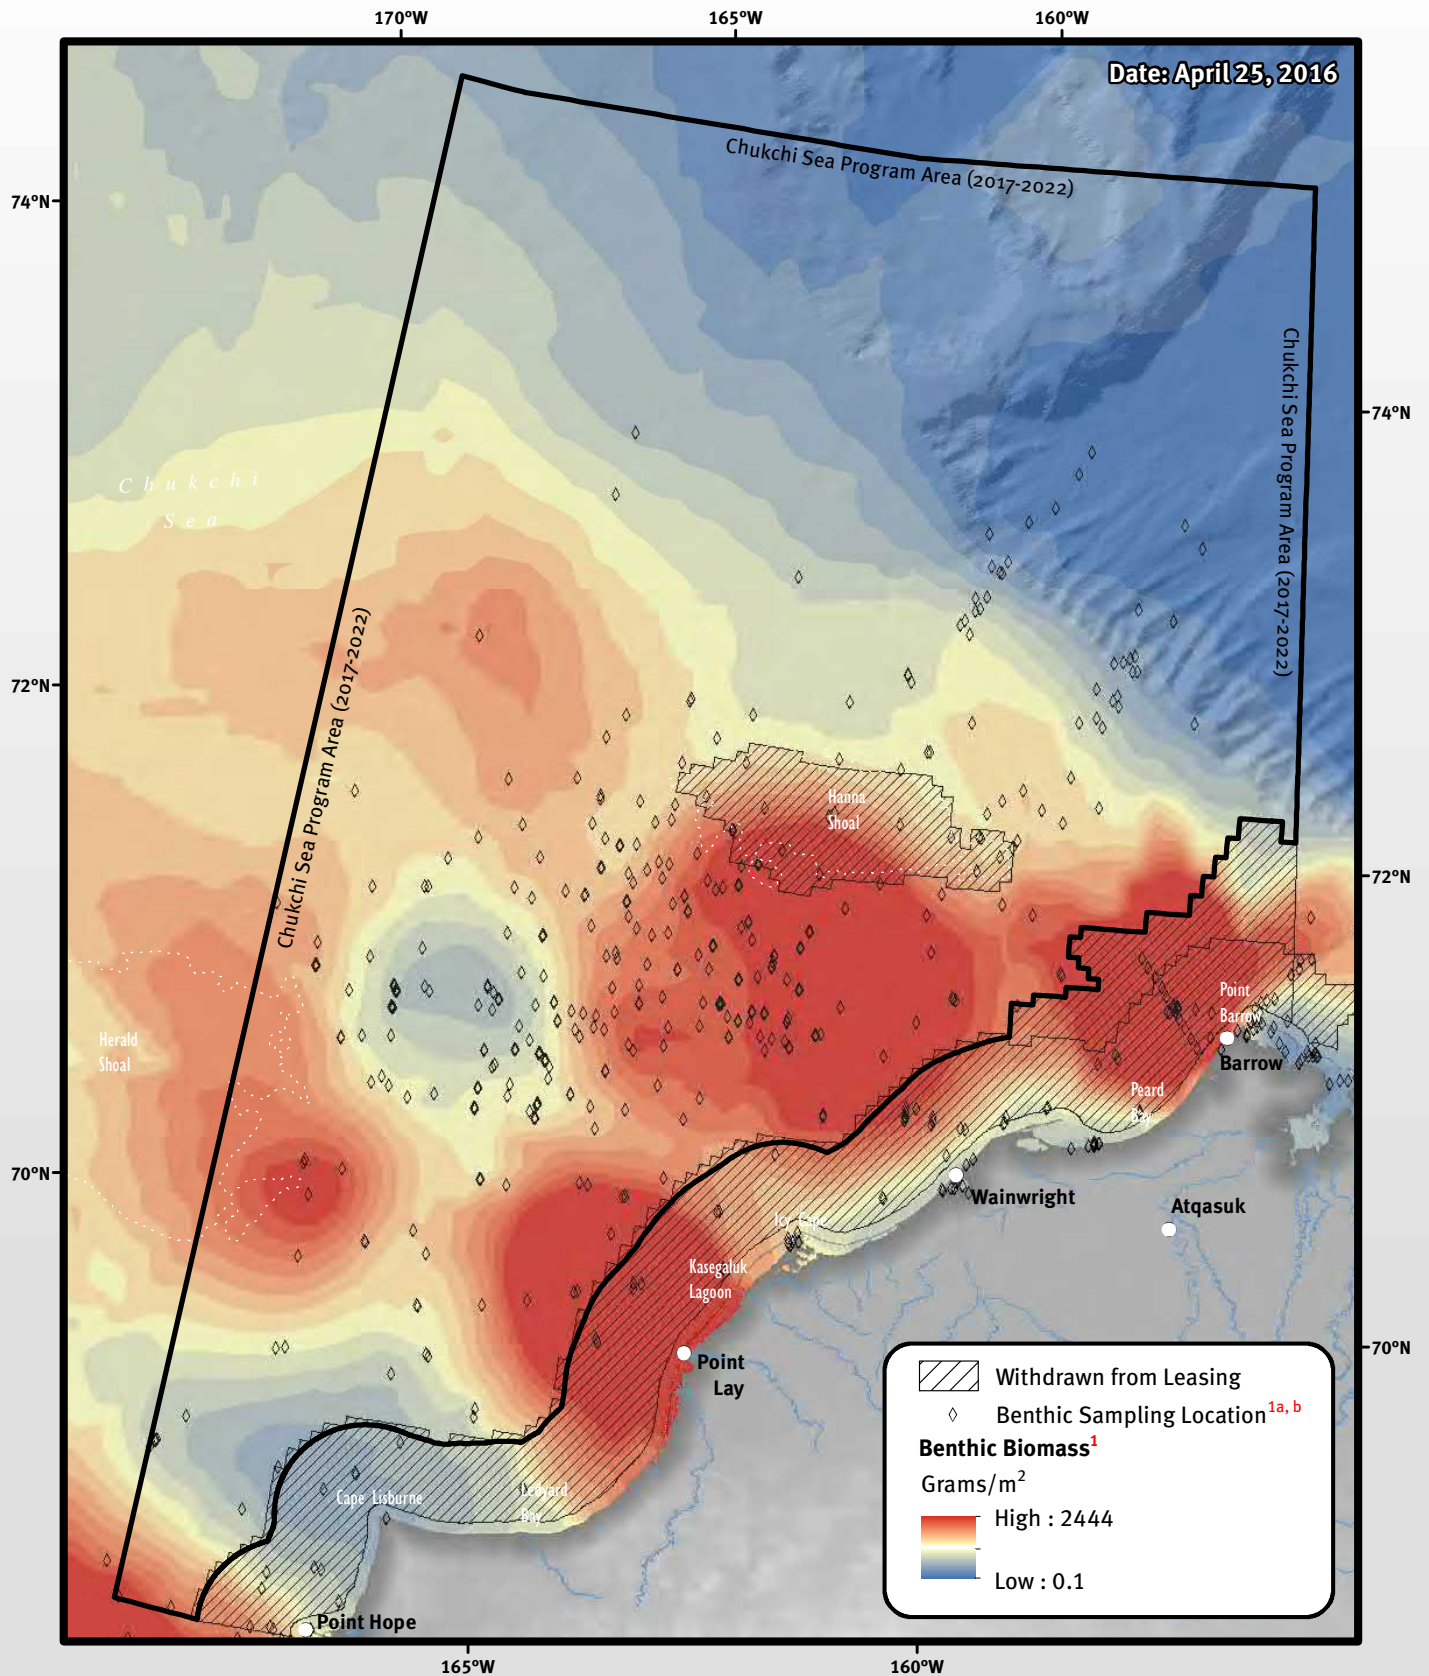 170°W
165°W
160°W
Date: April 25, 2016
Chukchi Sea Program Area (2017-2022)
74°N
Chukchi Sea Program Area (2017-2022)
74°N
Chukchi
Sea
Chukchi Sea Program Area (2017-2022)
72°N
Hanna
Shoal
72°N
Herald
Shoal
Point
Barrow
Barrow
Peard
Bay
70°N
Wainwright
Atqasuk
Icy Cape
Kasegaluk
Lagoon
Point
Lay
70°N
Cape Lisburne
Ledyard
Bay
Point Hope
Withdrawn from Leasing
Benthic Sampling Location1a, b
Benthic Biomass1
Grams/m2
High : 2444
Low : 0.1
165°W
160°W